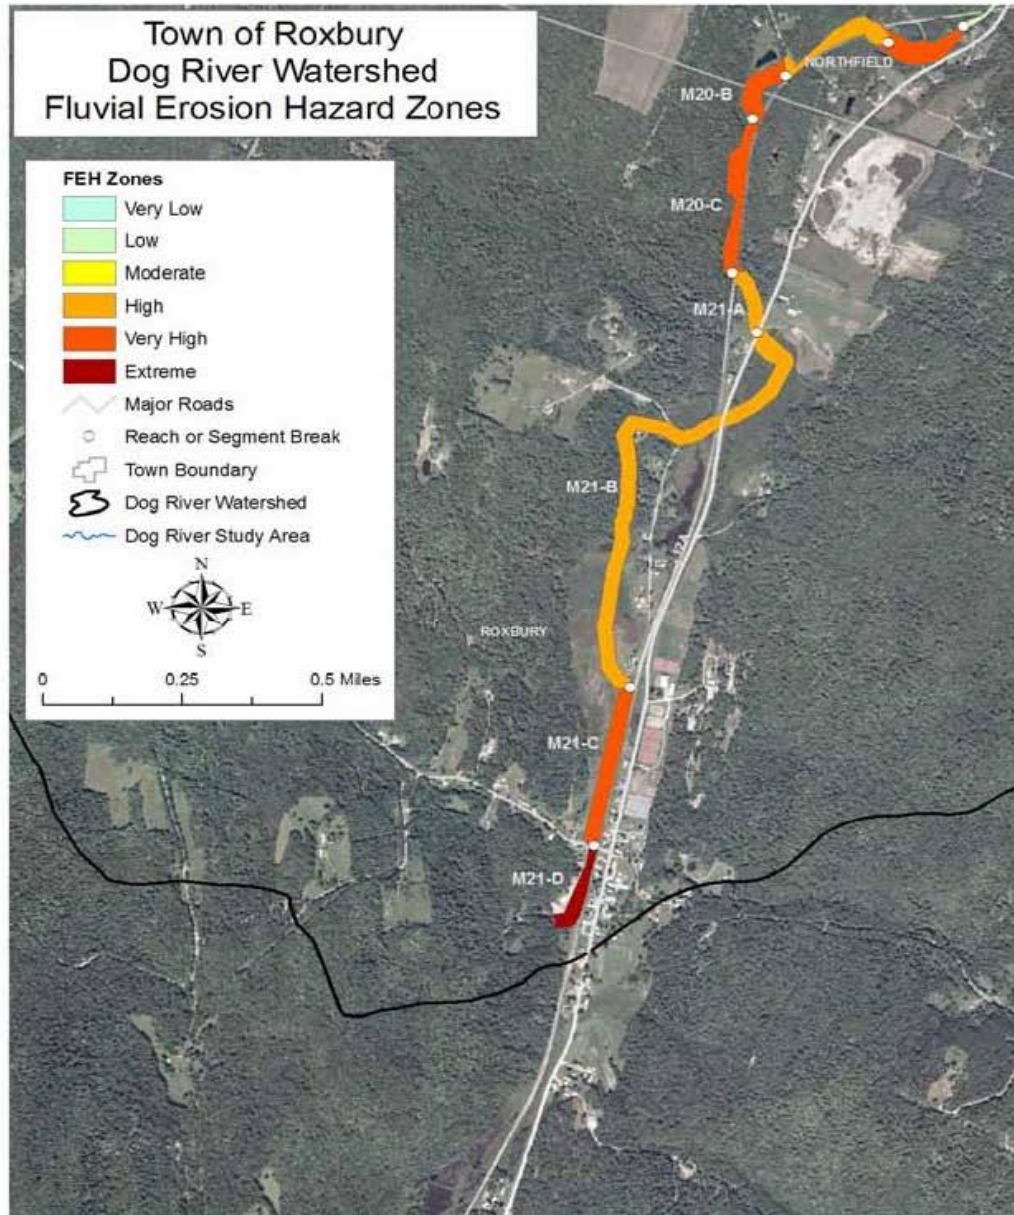 Town of Roxbury
Dog River Watershed
Fluvial Erosion Hazard Zones
FEH Zones
Very Low
Low
Moderate
High
Very High
Extreme
Major Roads
Reach or Segment Break
Town Boundary
Dog River Watershed
Dog River Study Area
N
W
E
S
0
0.25
0.5 Miles
NORTHFIELD
M20-B
M20-C
M21-A
M21-B
12A
ROXBURY
M21-C
M21-D